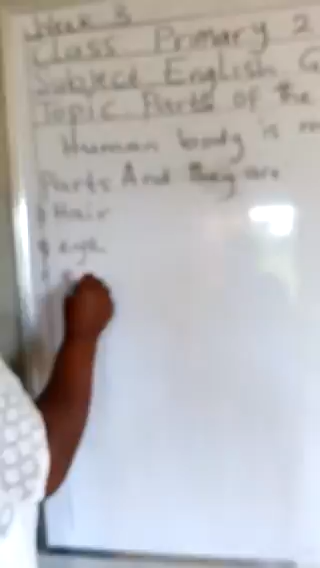 Week 3
Class Primary 2
Subject English G
Topic Parts of the
Human body is
Parts And they are
Hair
eye